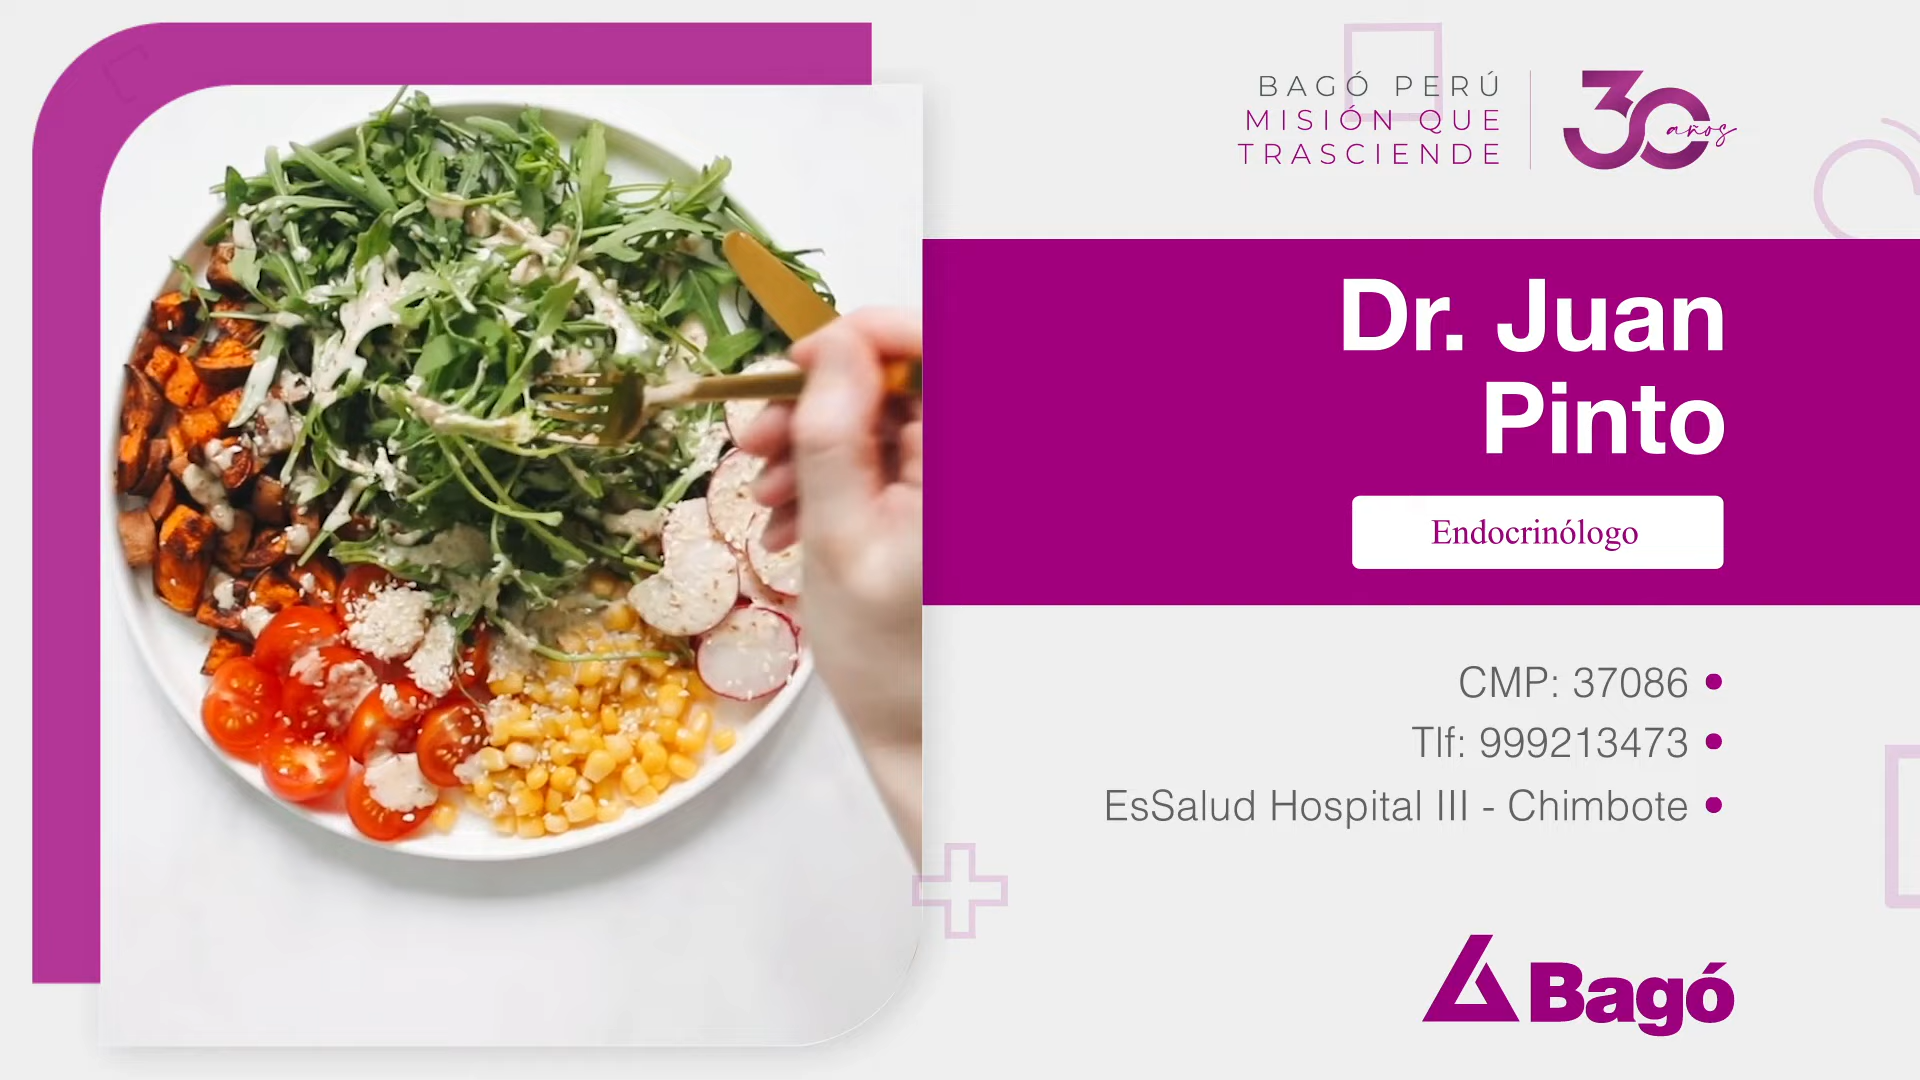 BAGÓ PERÚ
MISIÓN QUE
TRASCIENDE
30 años
Dr. Juan
Pinto
Endocrinólogo
CMP: 37086
Tlf: 999213473
EsSalud Hospital III - Chimbote
Bagó